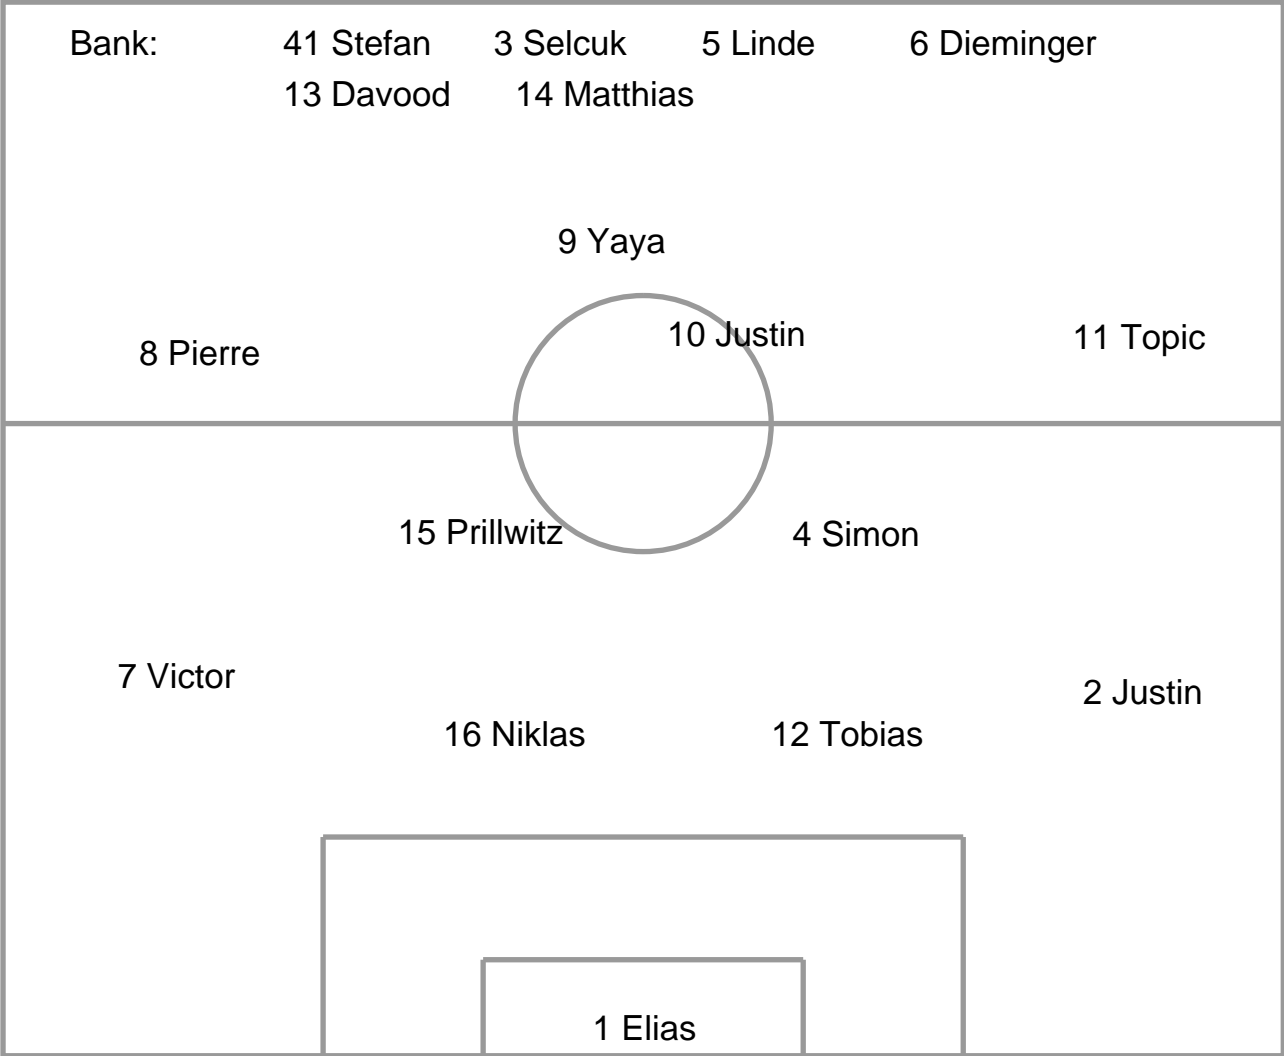 Bank: 41 Stefan 3 Selcuk 5 Linde 6 Dieminger
13 Davood 14 Matthias
9 Yaya
8 Pierre 10 Justin 11 Topic
15 Prillwitz 4 Simon
7 Victor 2 Justin
16 Niklas 12 Tobias
1 Elias